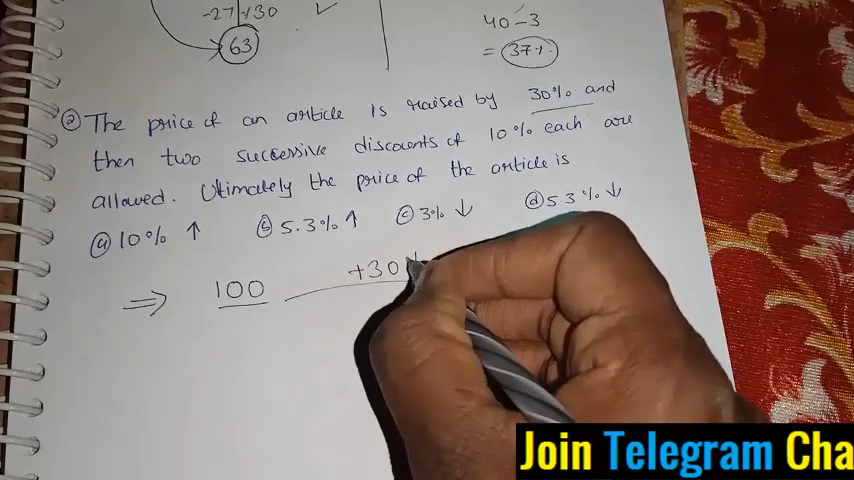 -27+30
63
40-3
= 37%
② The price of an article is raised by 30% and
then two successive discounts of 10% each are
allowed. Utimately the price of the article is
ⓐ 10% ↑ ⓑ 5.3% ↑ ⓒ 3% ↓ ⓓ 5.3% ↓
⇒ 100 +30
Join Telegram Cha